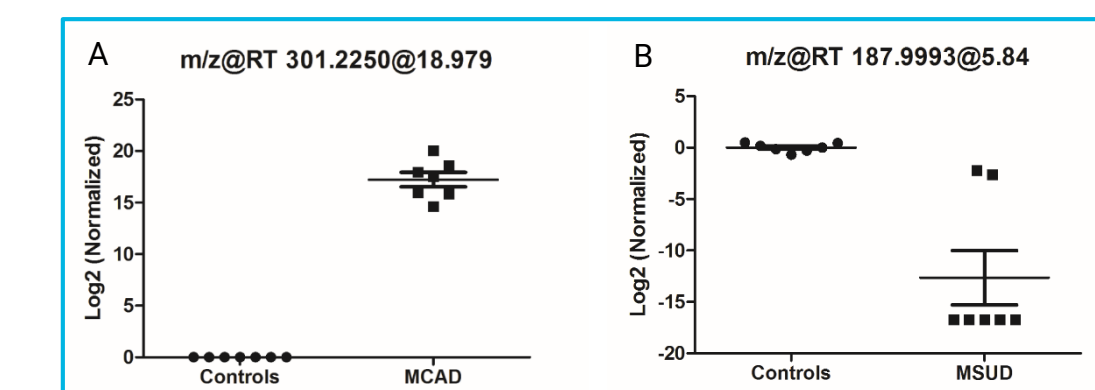 A
m/z@RT 301.2250@18.979
Log2 (Normalized)
25
20
15
10
5
0
Controls
MCAD
B
m/z@RT 187.9993@5.84
Log2 (Normalized)
5
0
-5
-10
-15
-20
Controls
MSUD